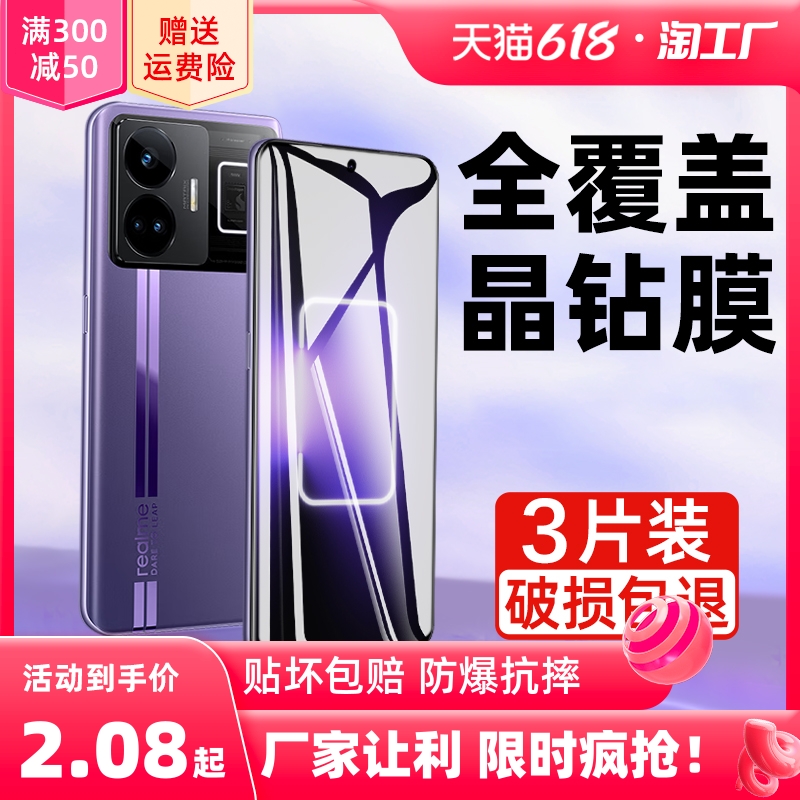 满300
减50
赠送
运费险
天猫618·淘工厂
全覆盖
晶钻膜
realme
DARE TO LEAP
3片装
破损包退
活动到手价
2.08起
贴坏包赔 防爆抗摔
厂家让利 限时疯抢！